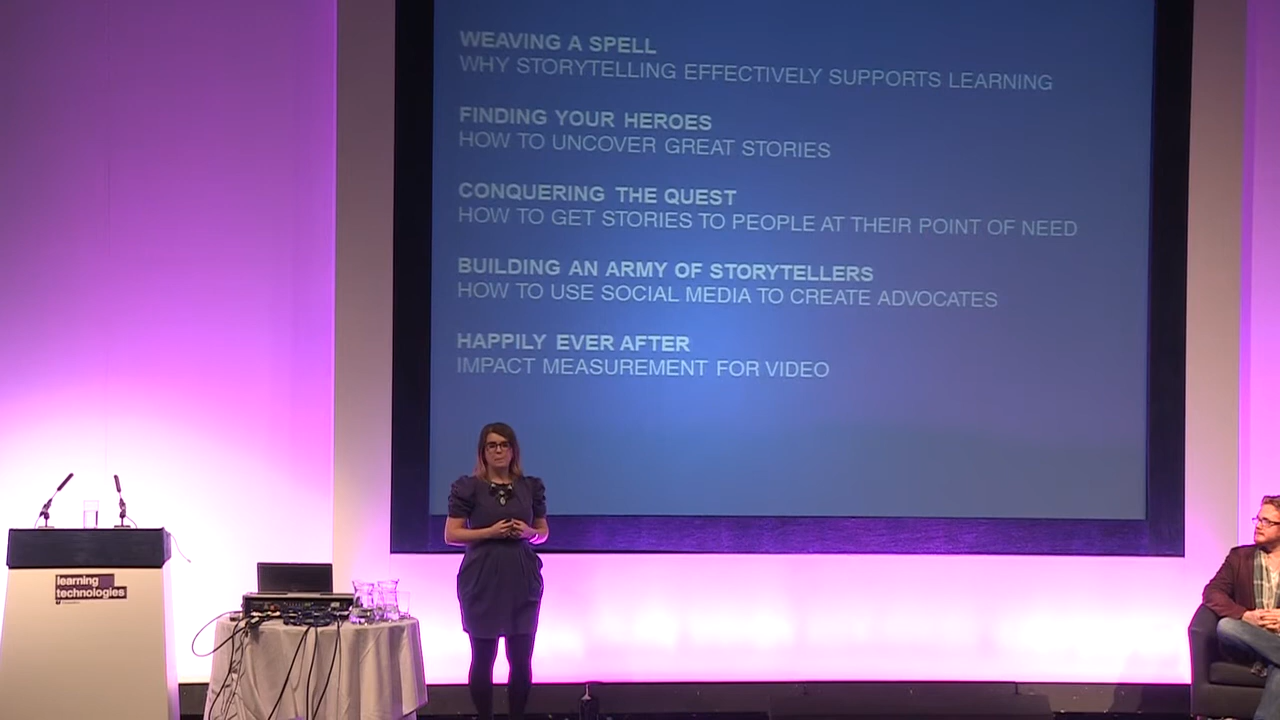 WEAVING A SPELL
WHY STORYTELLING EFFECTIVELY SUPPORTS LEARNING
FINDING YOUR HEROES
HOW TO UNCOVER GREAT STORIES
CONQUERING THE QUEST
HOW TO GET STORIES TO PEOPLE AT THEIR POINT OF NEED
BUILDING AN ARMY OF STORYTELLERS
HOW TO USE SOCIAL MEDIA TO CREATE ADVOCATES
HAPPILY EVER AFTER
IMPACT MEASUREMENT FOR VIDEO
learning
technologies